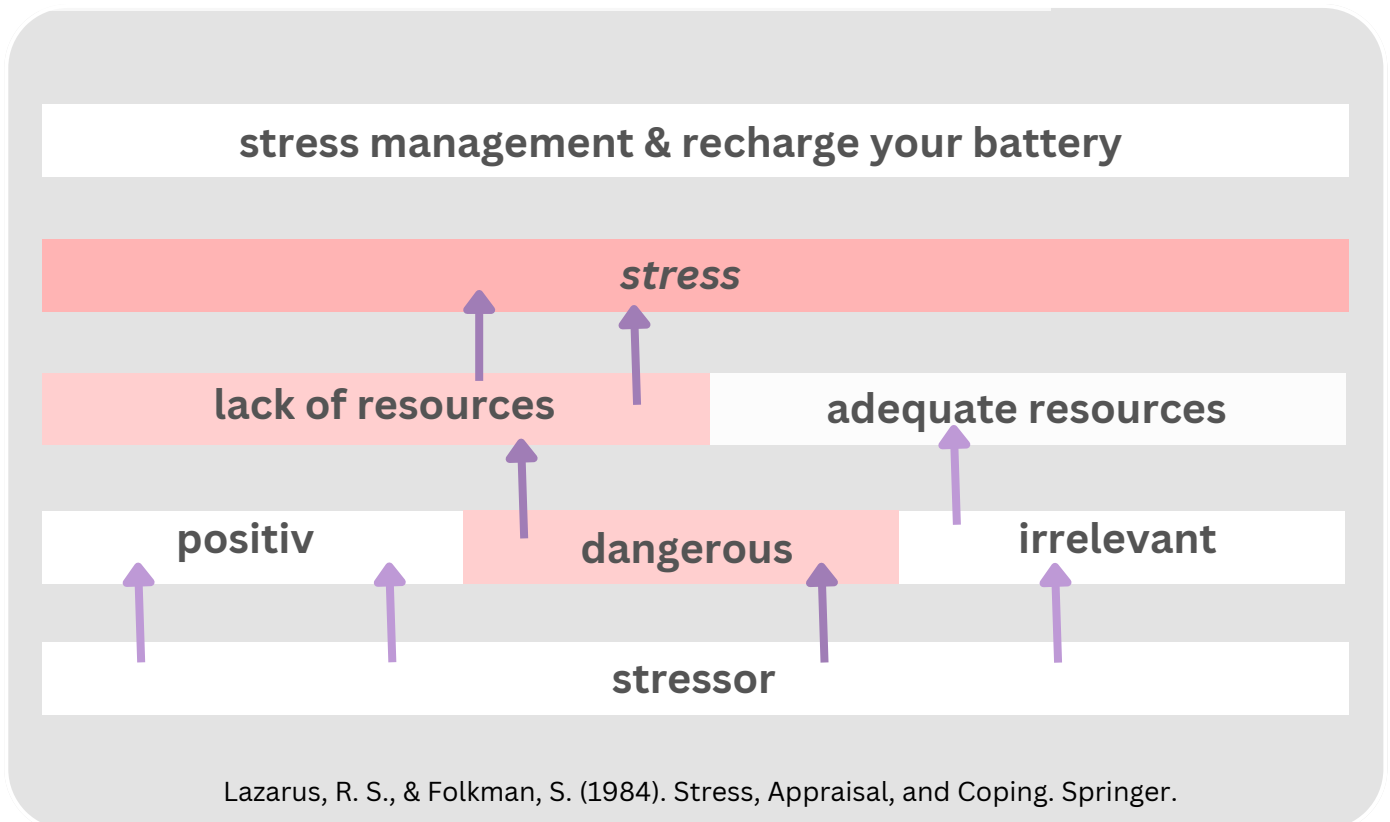 stress management & recharge your battery
stress
lack of resources
adequate resources
positiv
dangerous
irrelevant
stressor
Lazarus, R. S., & Folkman, S. (1984). Stress, Appraisal, and Coping. Springer.